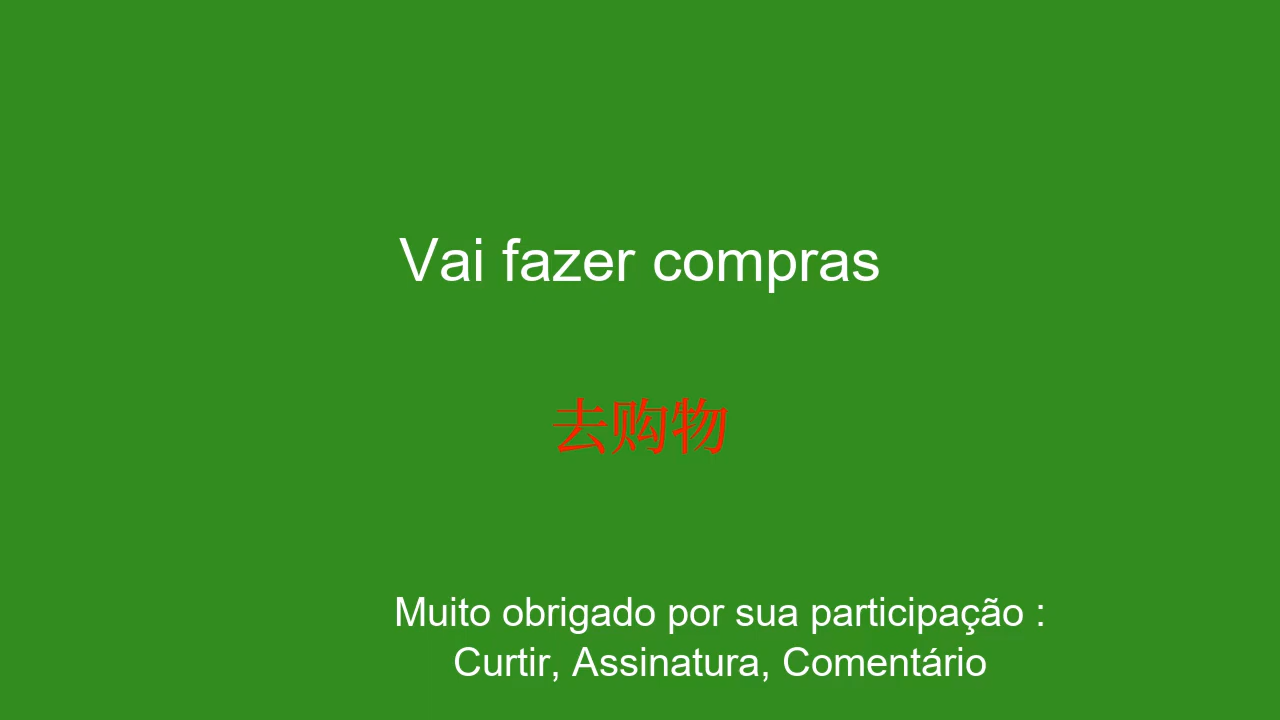 Vai fazer compras
去购物
Muito obrigado por sua participação :
Curtir, Assinatura, Comentário